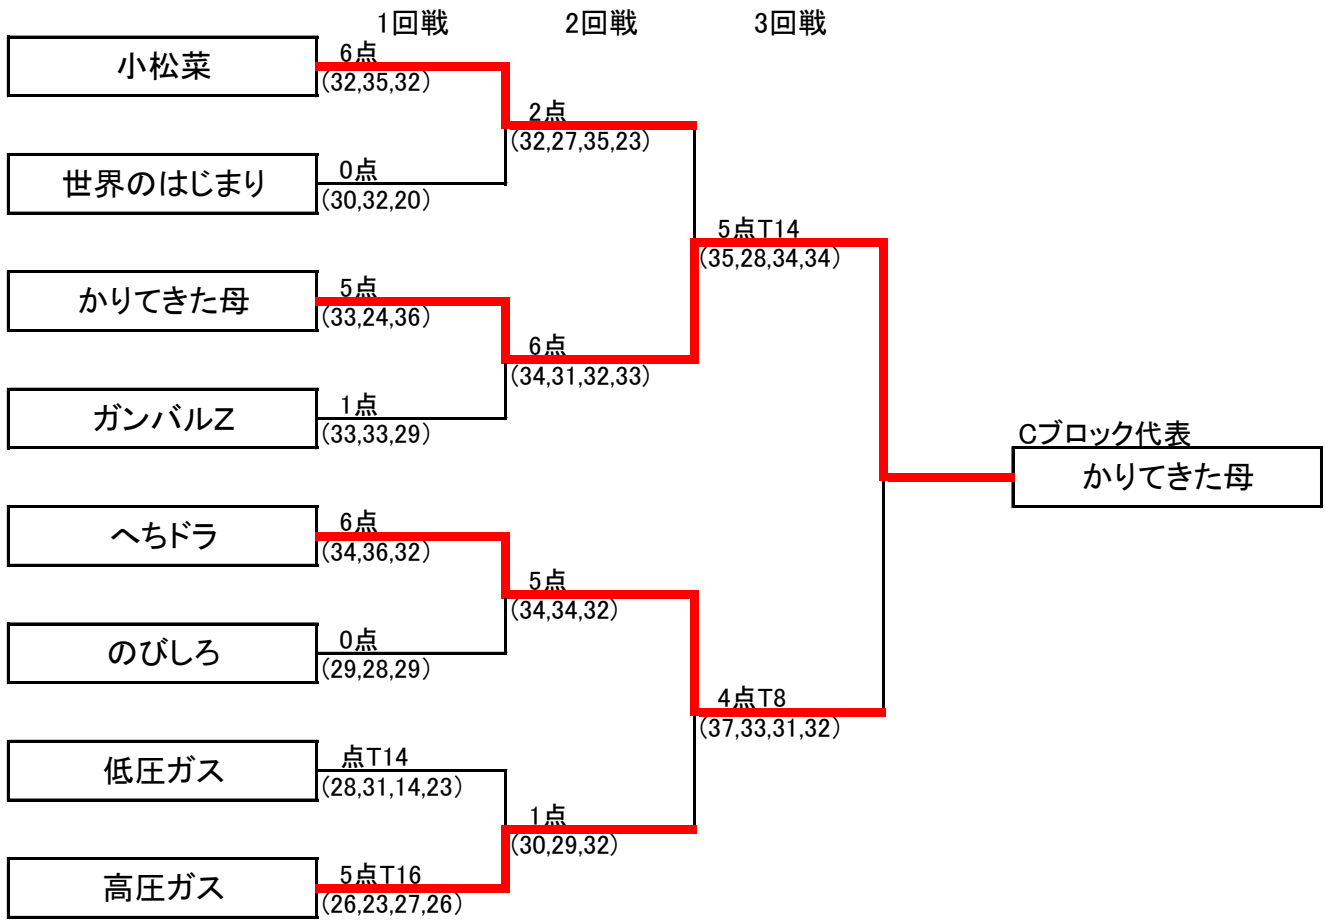 1回戦
2回戦
3回戦
小松菜
6点
(32,35,32)
2点
(32,27,35,23)
世界のはじまり
0点
(30,32,20)
5点T14
(35,28,34,34)
かりてきた母
5点
(33,24,36)
6点
(34,31,32,33)
ガンバルZ
1点
(33,33,29)
Cブロック代表
かりてきた母
へちドラ
6点
(34,36,32)
5点
(34,34,32)
のびしろ
0点
(29,28,29)
4点T8
(37,33,31,32)
低圧ガス
点T14
(28,31,14,23)
1点
(30,29,32)
高圧ガス
5点T16
(26,23,27,26)